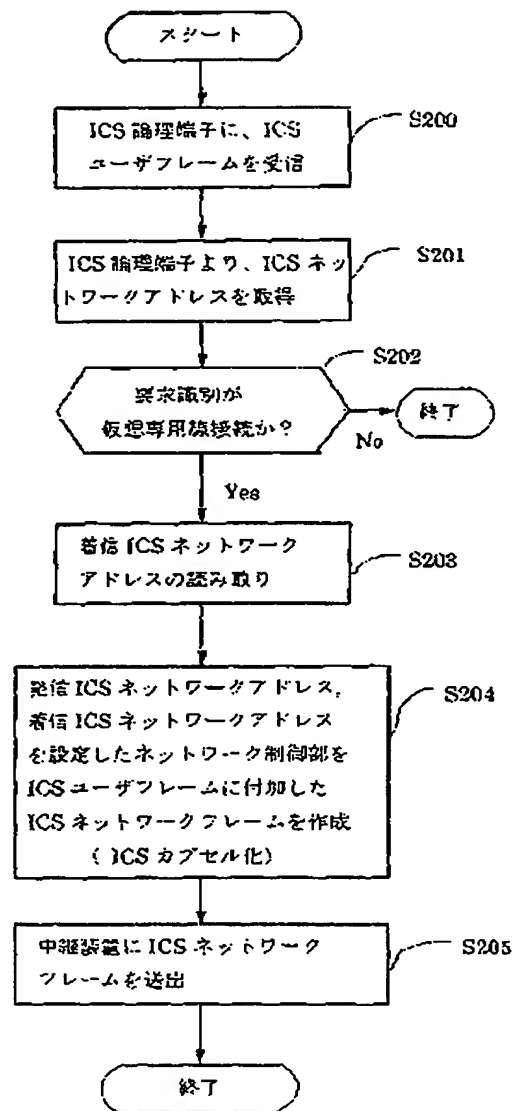 スタート
ICS 論理端子に、ICS
ユーザフレームを受信
S200
ICS 論理端子より、ICS ネッ
トワークアドレスを取得
S201
S202
要求識別が
仮想専用線接続か?
終了
No
Yes
着信 ICS ネットワーク
アドレスの読み取り
S203
発信 ICS ネットワークアドレス,
着信 ICS ネットワークアドレス
を設定したネットワーク制御部を
ICS ユーザフレームに付加した
ICS ネットワークフレームを作成
(ICS カプセル化)
S204
中継装置に ICS ネットワーク
フレームを送出
S205
終了